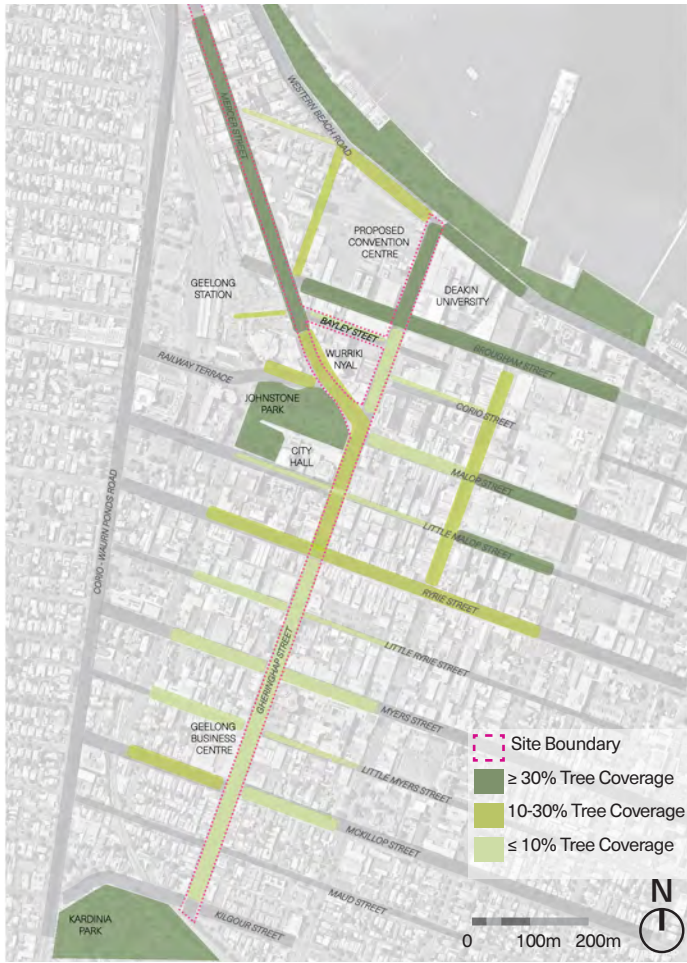 WESTERN BEACH ROAD
MERCER STREET
PROPOSED
CONVENTION
CENTRE
GEELONG
STATION
DEAKIN
UNIVERSITY
BAYLEY STEET
BROUGHAM STREET
WURRIKI
NYAL
RAILWAY TERRACE
JOHNSTONE
PARK
CORIO STREET
CITY
HALL
MALOP STREET
CORIO - WAURN PONDS ROAD
LITTLE MALOP STREET
RYRIE STREET
GHERINGHAP STREET
LITTLE RYRIE STREET
MYERS STREET
GEELONG
BUSINESS
CENTRE
LITTLE MYERS STREET
MCKILLOP STREET
MAUD STREET
KARDINIA
PARK
KILGOUR STREET
Site Boundary
≥ 30% Tree Coverage
10-30% Tree Coverage
≤ 10% Tree Coverage
N
0 100m 200m